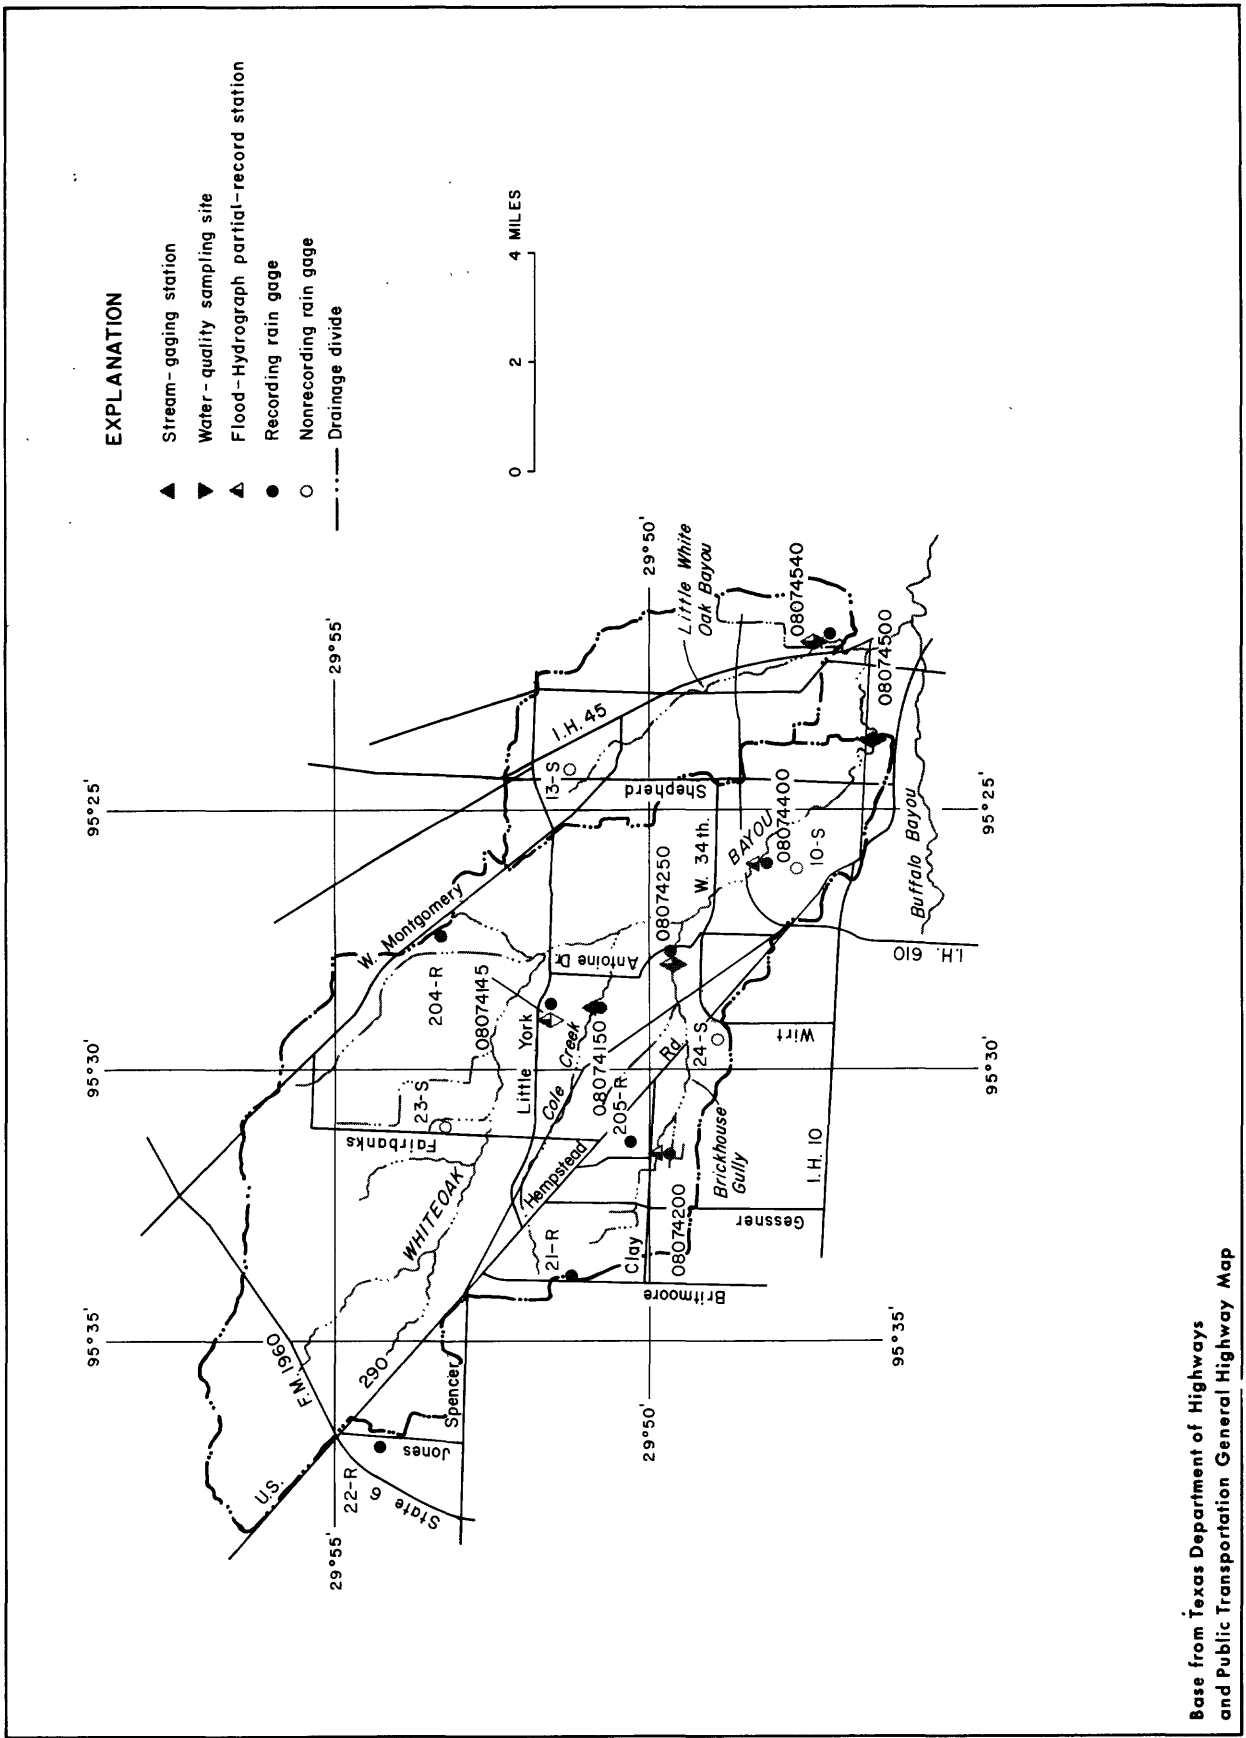 EXPLANATION
Stream-gaging station
Water-quality sampling site
Flood-Hydrograph partial-record station
Recording rain gage
Nonrecording rain gage
Drainage divide
0 2 4 MILES
95°35'
95°30'
95°25'
29°55'
29°55'
F.M. 1960
U.S.
290
22-R
State 6
Jones
Spencer
WHITEOAK
Fairbanks
23-S
204-R
W. Montgomery
08074145
Little York
Cole Creek
08074150
Antoine Dr.
13-S
I.H. 45
Shepherd
Hempstead
Rd.
21-R
Clay
Brittmoore
205-R
08074200
Gessner
Brickhouse
Gully
24-S
Wirt
08074250
W. 34th.
BAYOU
08074400
10-S
Little White
Oak Bayou
08074540
08074500
29°50'
29°50'
I.H. 10
I.H. 610
Buffalo Bayou
95°35'
95°30'
95°25'
Base from Texas Department of Highways
and Public Transportation General Highway Map